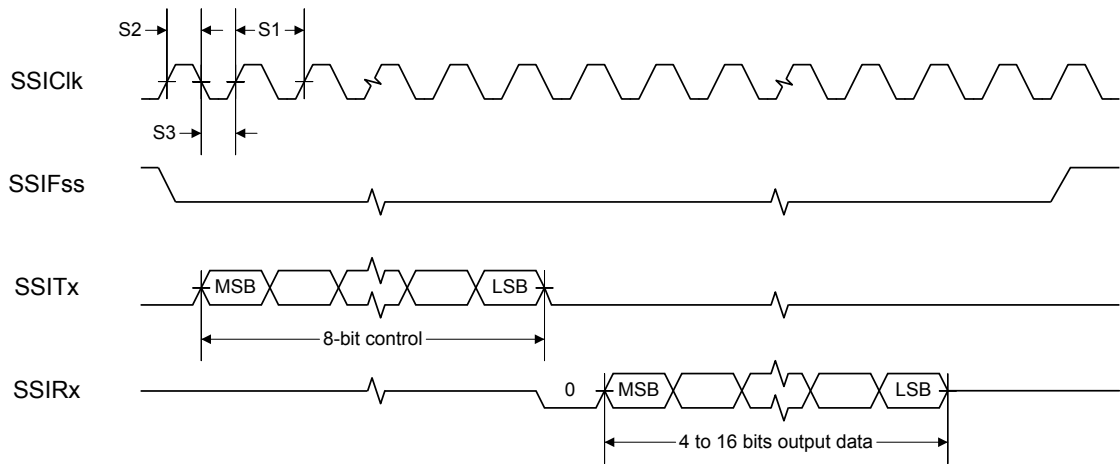 S2
S1
SSIClk
S3
SSIFss
SSITx
MSB
LSB
8-bit control
SSIRx
0
MSB
LSB
4 to 16 bits output data